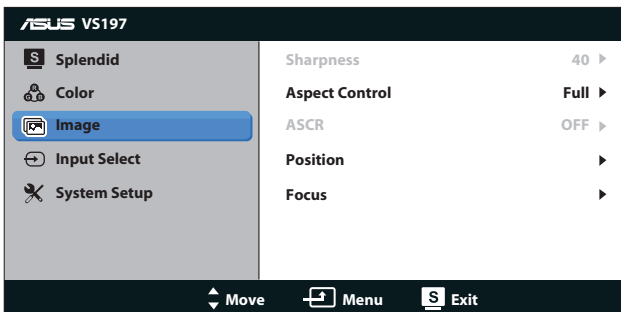 ASUS VS197
S Splendid
Color
Image
Input Select
System Setup
Sharpness 40
Aspect Control Full
ASCR OFF
Position
Focus
Move Menu S Exit